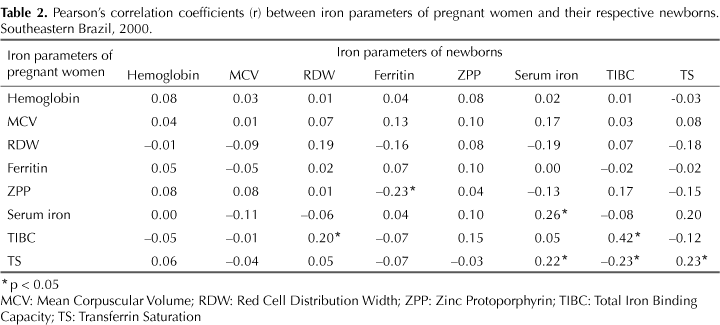 Table 2. Pearson's correlation coefficients (r) between iron parameters of pregnant women and their respective newborns.
Southeastern Brazil, 2000.
Iron parameters of pregnant women Iron parameters of newborns
Hemoglobin MCV RDW Ferritin ZPP Serum iron TIBC TS
Hemoglobin 0.08 0.03 0.01 0.04 0.08 0.02 0.01 -0.03
MCV 0.04 0.01 0.07 0.13 0.10 0.17 0.03 0.08
RDW −0.01 −0.09 0.19 −0.16 0.08 −0.19 0.07 −0.18
Ferritin 0.05 −0.05 0.02 0.07 0.10 0.00 −0.02 −0.02
ZPP 0.08 0.08 0.01 −0.23* 0.04 −0.13 0.17 −0.15
Serum iron 0.00 −0.11 −0.06 0.04 0.10 0.26* −0.08 0.20
TIBC −0.05 −0.01 0.20* −0.07 0.15 0.05 0.42* −0.12
TS 0.06 −0.04 0.05 −0.07 −0.03 0.22* −0.23* 0.23*
* p < 0.05
MCV: Mean Corpuscular Volume; RDW: Red Cell Distribution Width; ZPP: Zinc Protoporphyrin; TIBC: Total Iron Binding
Capacity; TS: Transferrin Saturation